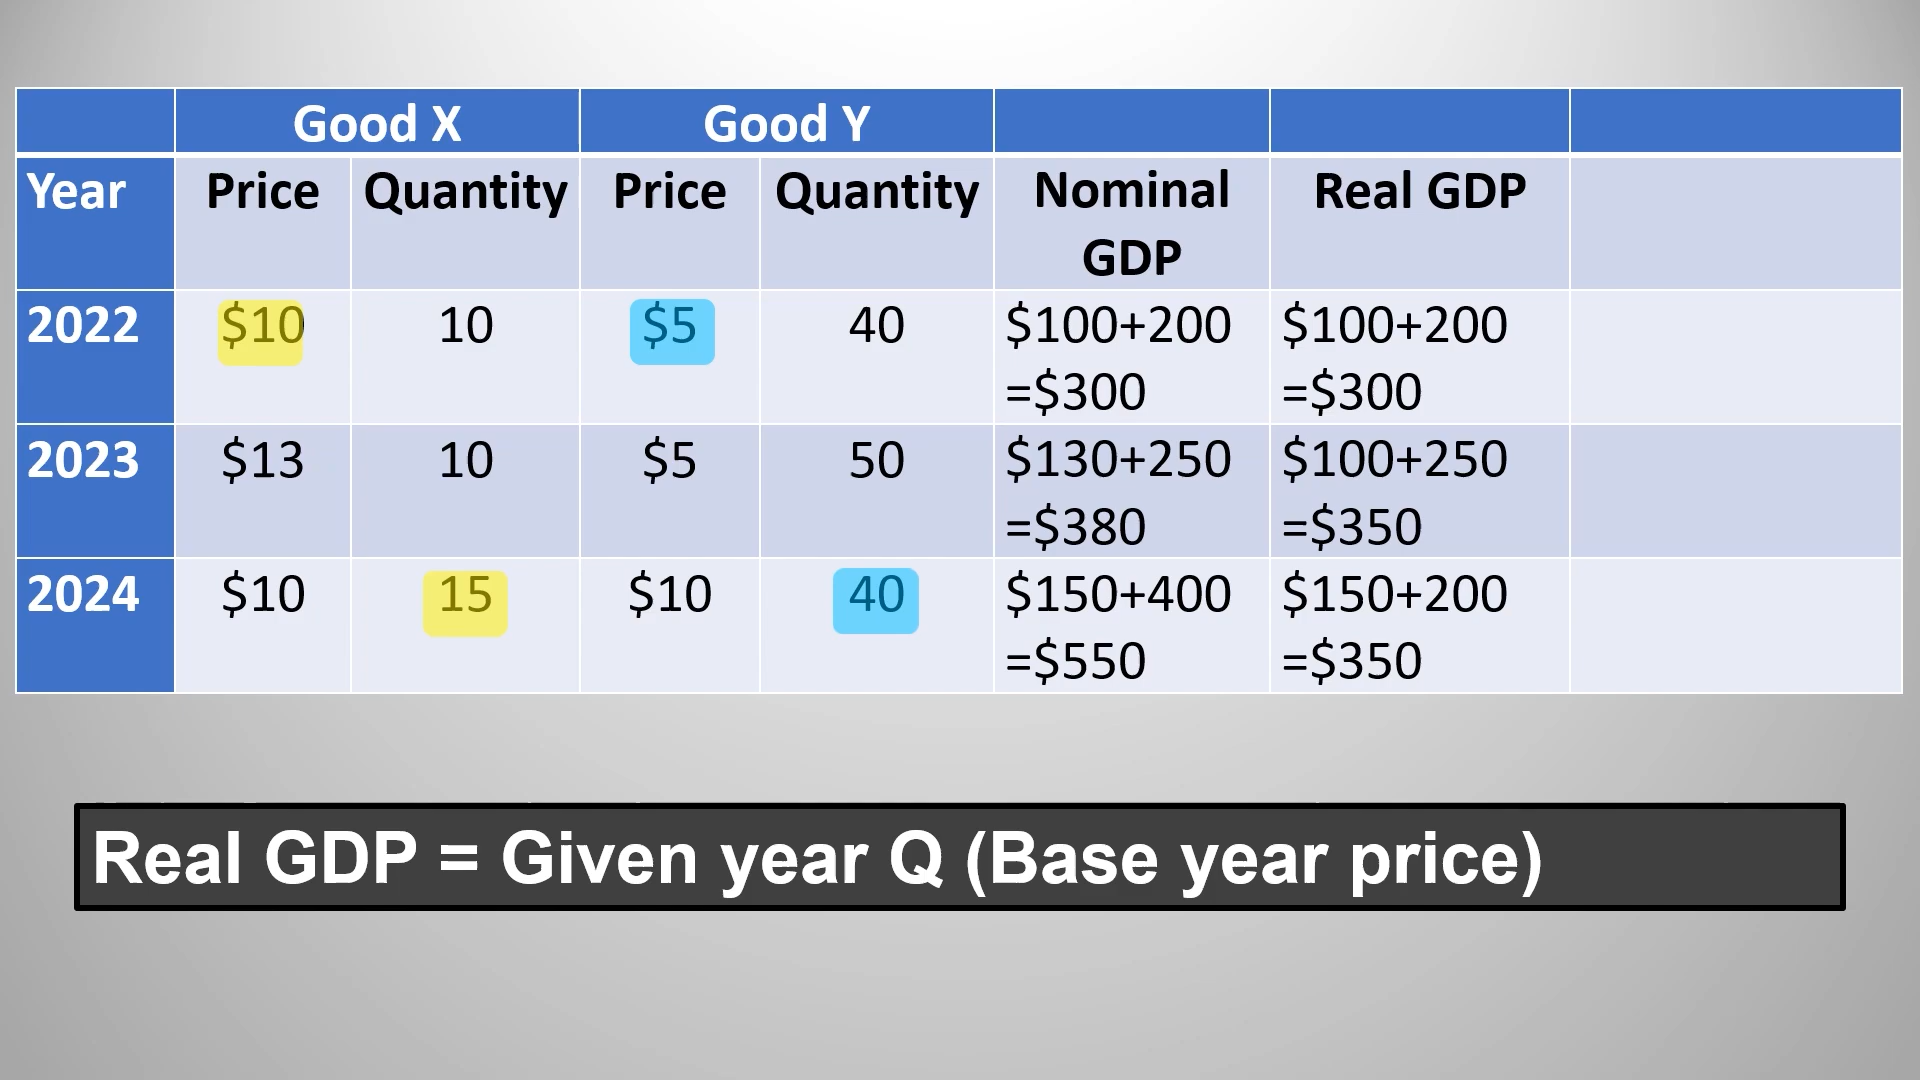 Good X Good Y
Year Price Quantity Price Quantity Nominal Real GDP
GDP
2022 $10 10 $5 40 $100+200 $100+200
=$300 =$300
2023 $13 10 $5 50 $130+250 $100+250
=$380 =$350
2024 $10 15 $10 40 $150+400 $150+200
=$550 =$350
Real GDP = Given year Q (Base year price)